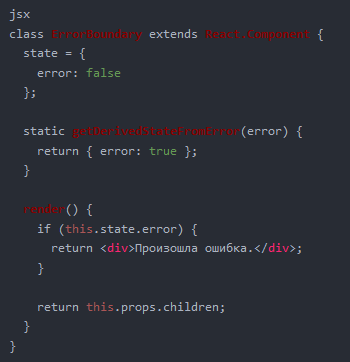 jsx
class ErrorBoundary extends React.Component {
state = {
error: false
};
static getDerivedStateFromError(error) {
return { error: true };
}
render() {
if (this.state.error) {
return <div>Произошла ошибка.</div>;
}
return this.props.children;
}
}